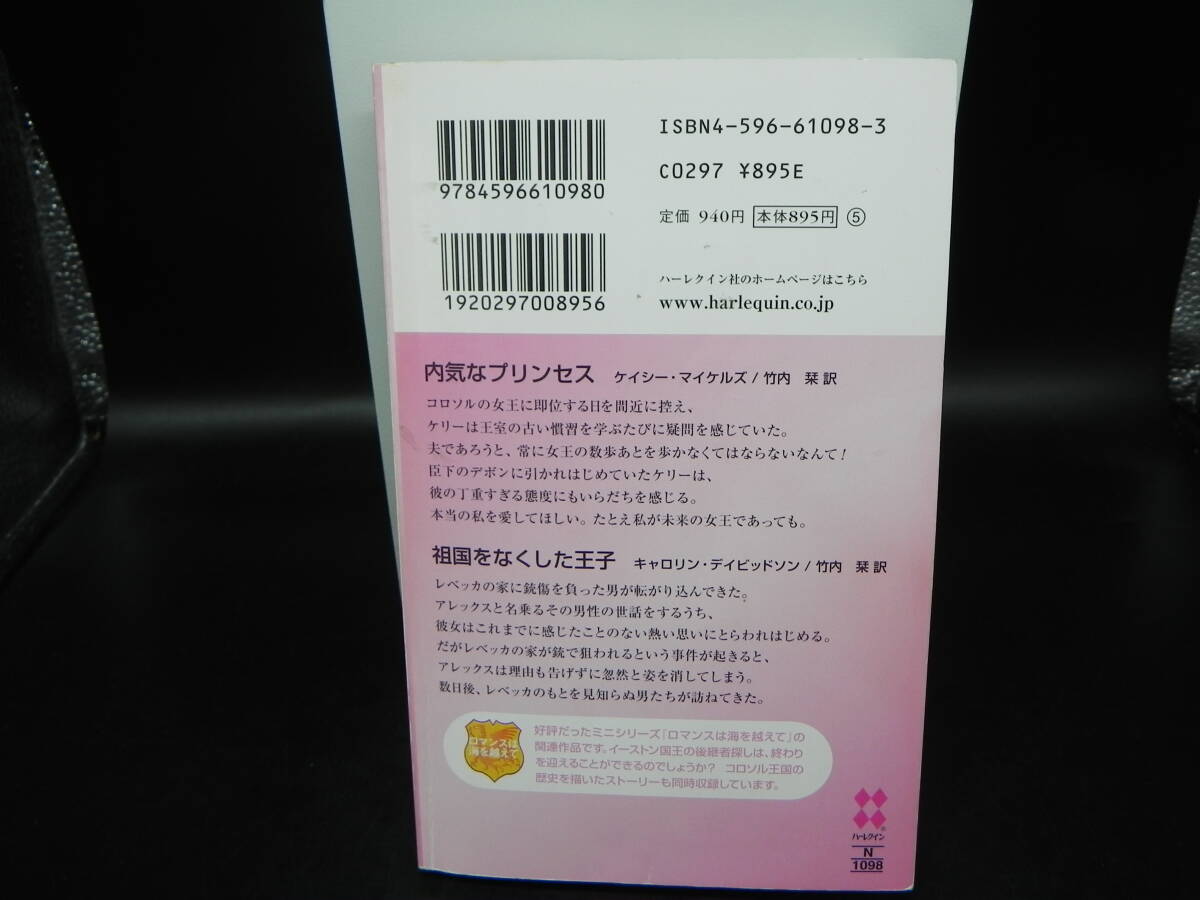 9784596610980
ISBN4-596-61098-3
C0297 ¥895E
定価 940円 本体895円 ⑤
1920297008956
ハーレクイン社のホームページはこちら
www.harlequin.co.jp
内気なプリンセス ケイシー・マイケルズ/竹内 栞 訳
コロソルの女王に即位する日を間近に控え、
ケリーは王室の古い慣習を学ぶたびに疑問を感じていた。
夫であろうと、常に女王の数歩あとを歩かなくてはならないなんて!
臣下のデボンに引かれはじめていたケリーは、
彼の丁重すぎる態度にもいらだちを感じる。
本当の私を愛してほしい。たとえ私が未来の女王であっても。
祖国をなくした王子 キャロリン・デイビッドソン/竹内 栞 訳
レベッカの家に銃傷を負った男が転がり込んできた。
アレックスと名乗るその男性の世話をするうち、
彼女はこれまでに感じたことのない熱い思いにとらわれはじめる。
だがレベッカの家が銃で狙われるという事件が起きると、
アレックスは理由も告げずに忽然と姿を消してしまう。
数日後、レベッカのもとを見知らぬ男たちが訪ねてきた。
ロマンスは
海を越えて
好評だったミニシリーズ『ロマンスは海を越えて』の
関連作品です。イーストン国王の後継者探しは、終わり
を迎えることができるのでしょうか? コロソル王国の
歴史を描いたストーリーも同時収録しています。
®
ハーレクイン
N
1098